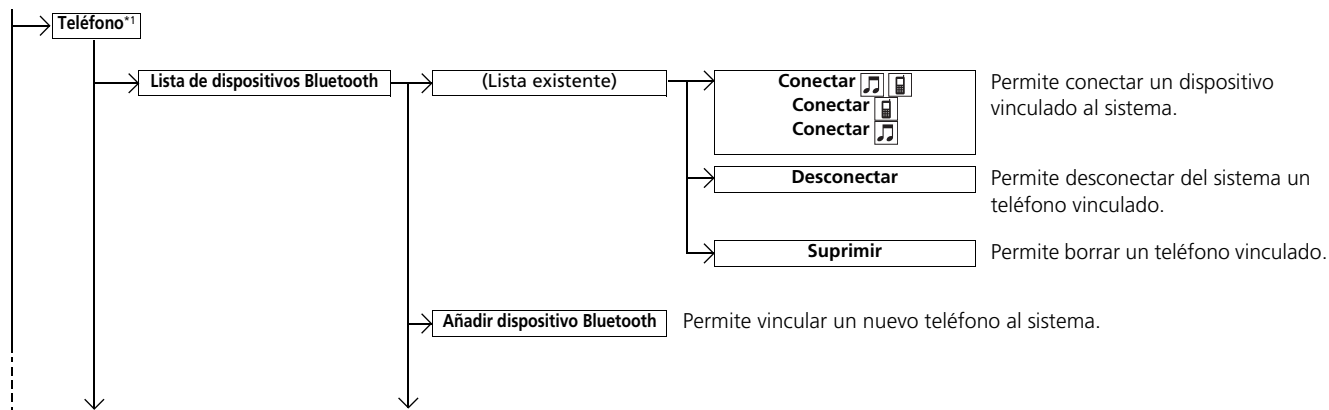 Teléfono*1
Lista de dispositivos Bluetooth
(Lista existente)
Conectar
Conectar
Conectar
Permite conectar un dispositivo
vinculado al sistema.
Desconectar
Permite desconectar del sistema un
teléfono vinculado.
Suprimir
Permite borrar un teléfono vinculado.
Añadir dispositivo Bluetooth
Permite vincular un nuevo teléfono al sistema.